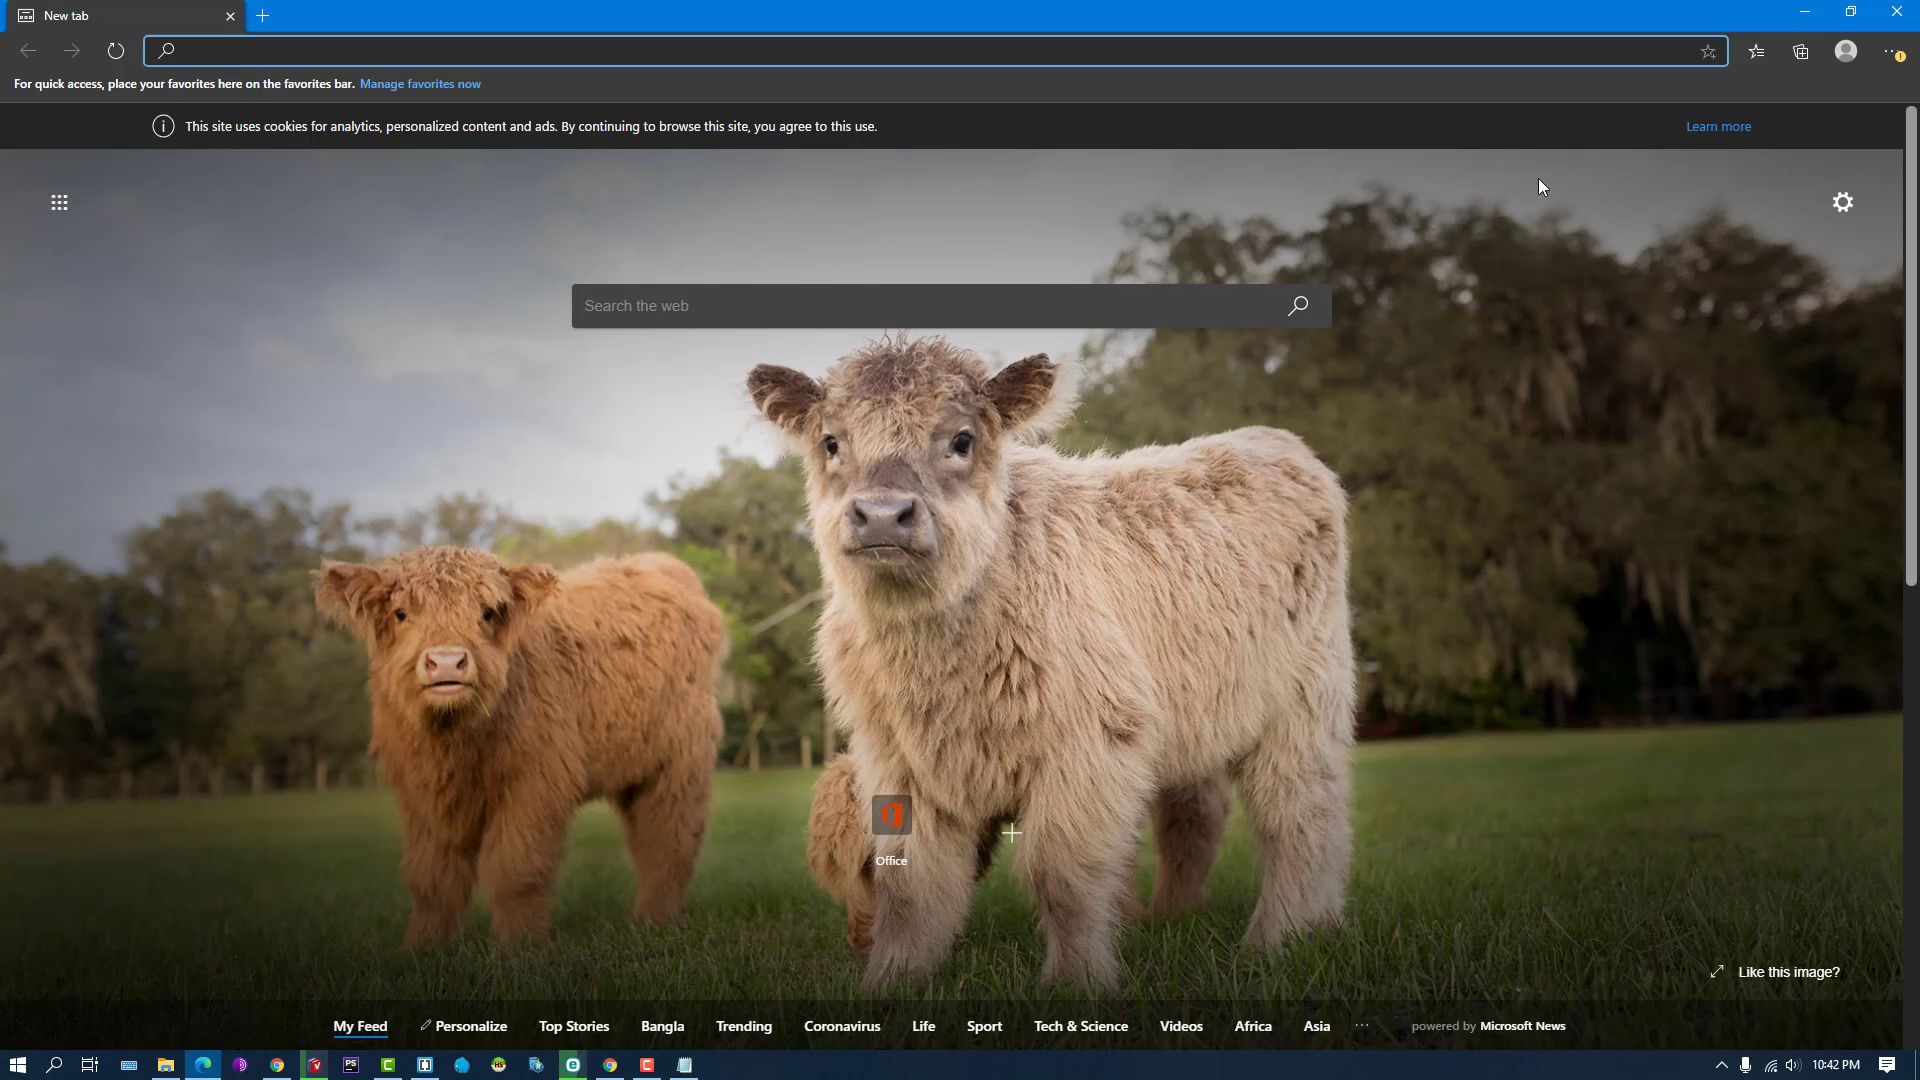 New tab
For quick access, place your favorites here on the favorites bar. Manage favorites now
This site uses cookies for analytics, personalized content and ads. By continuing to browse this site, you agree to this use. Learn more
Search the web
Office
Like this image?
My Feed Personalize Top Stories Bangla Trending Coronavirus Life Sport Tech & Science Videos Africa Asia ... powered by Microsoft News
PS HS 10:42 PM